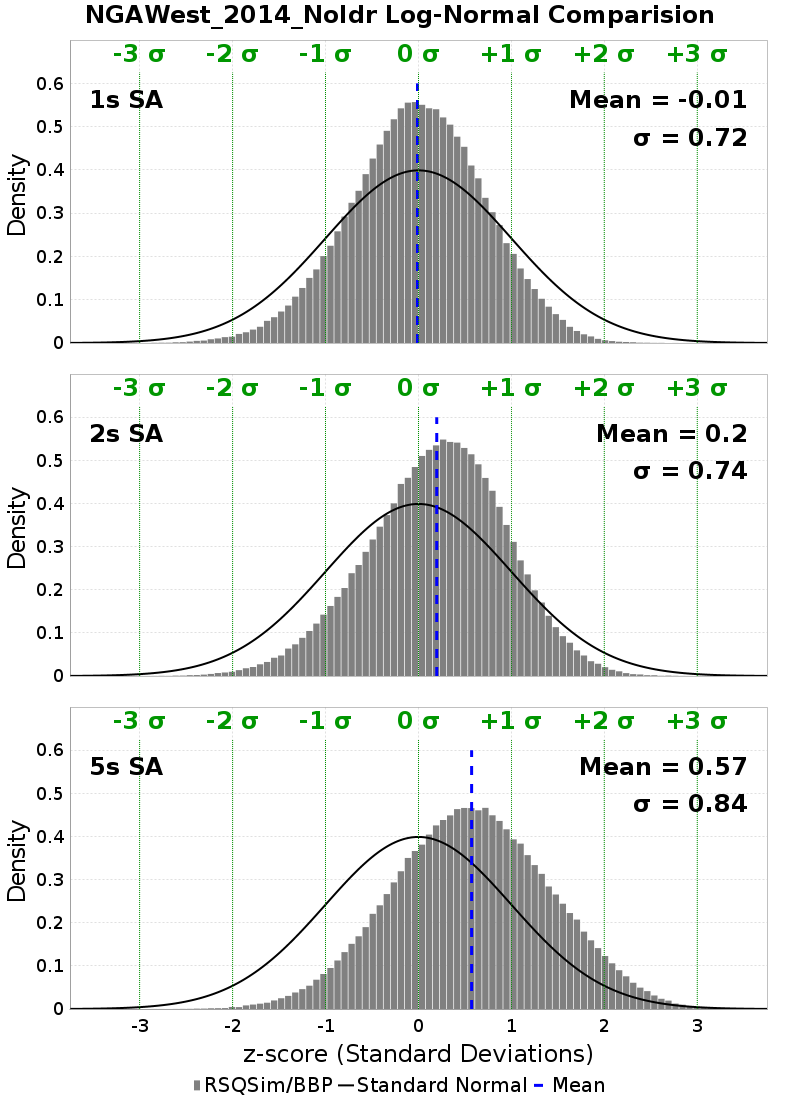 NGAWest_2014_NoIdr Log-Normal Comparision
-3 σ -2 σ -1 σ 0 σ +1 σ +2 σ +3 σ
1s SA
Mean = -0.01
σ = 0.72
Density
0.6
0.5
0.4
0.3
0.2
0.1
0
-3 σ -2 σ -1 σ 0 σ +1 σ +2 σ +3 σ
2s SA
Mean = 0.2
σ = 0.74
Density
0.6
0.5
0.4
0.3
0.2
0.1
0
-3 σ -2 σ -1 σ 0 σ +1 σ +2 σ +3 σ
5s SA
Mean = 0.57
σ = 0.84
Density
0.6
0.5
0.4
0.3
0.2
0.1
0
-3 -2 -1 0 1 2 3
z-score (Standard Deviations)
RSQSim/BBP Standard Normal Mean